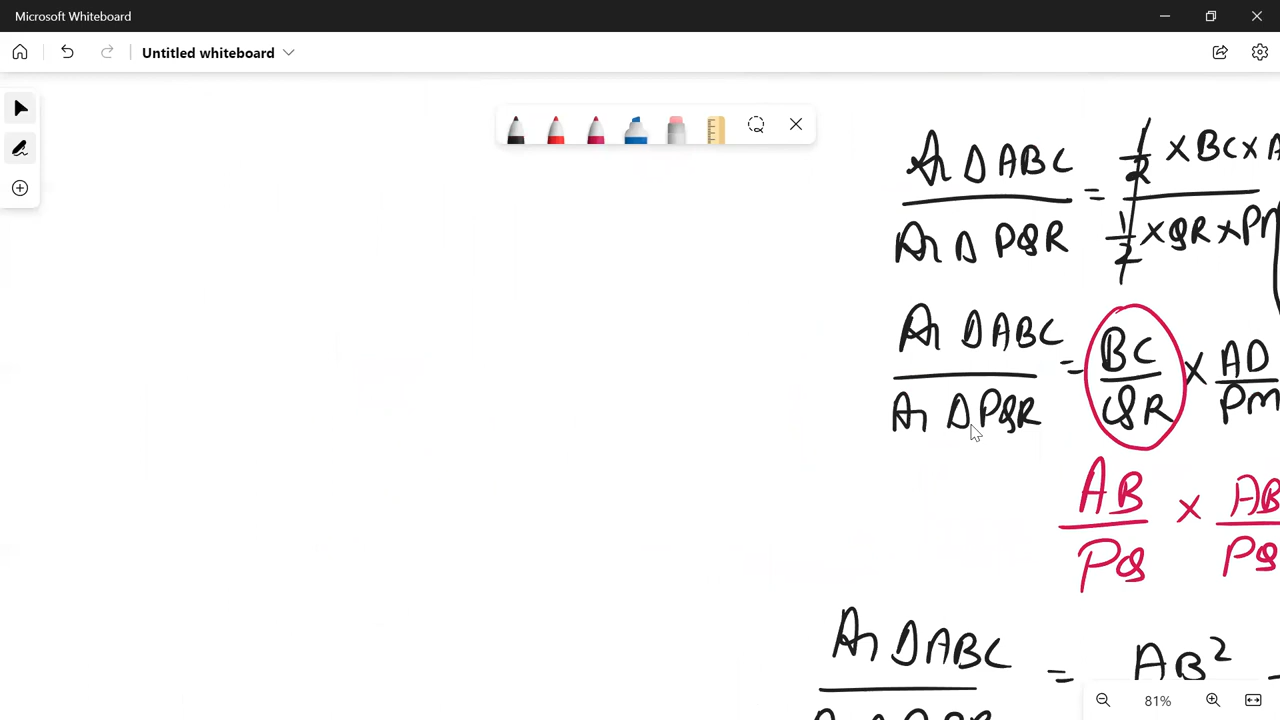 Microsoft Whiteboard
Untitled whiteboard
Ar Δ ABC / Ar Δ PQR = 1/2 × BC × A / 1/2 × QR × PM
Ar Δ ABC / Ar Δ PQR = BC / QR × AD / PM
AB / PQ × AB / PQ
Ar Δ ABC = AB²
81%